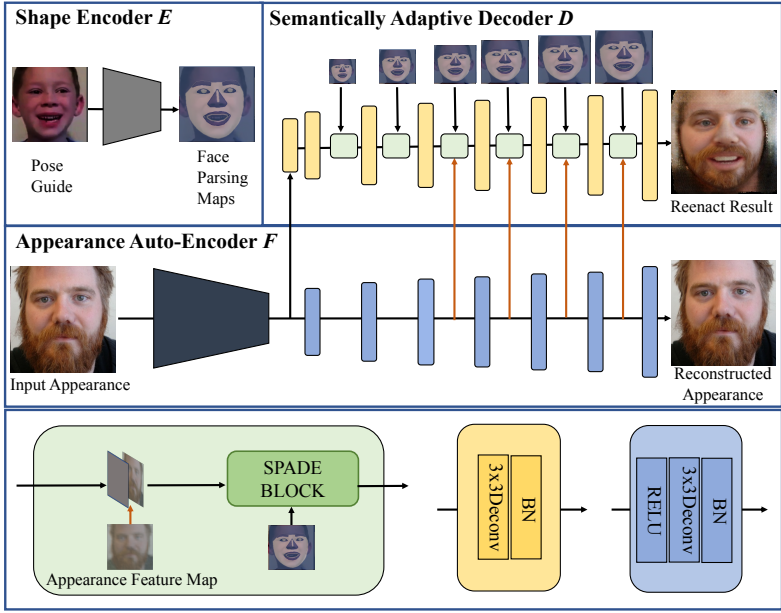 Shape Encoder E
Semantically Adaptive Decoder D
Pose
Guide
Face
Parsing
Maps
Reenact Result
Appearance Auto-Encoder F
Input Appearance
Reconstructed
Appearance
SPADE
BLOCK
Appearance Feature Map
3x3Deconv
BN
RELU
3x3Deconv
BN